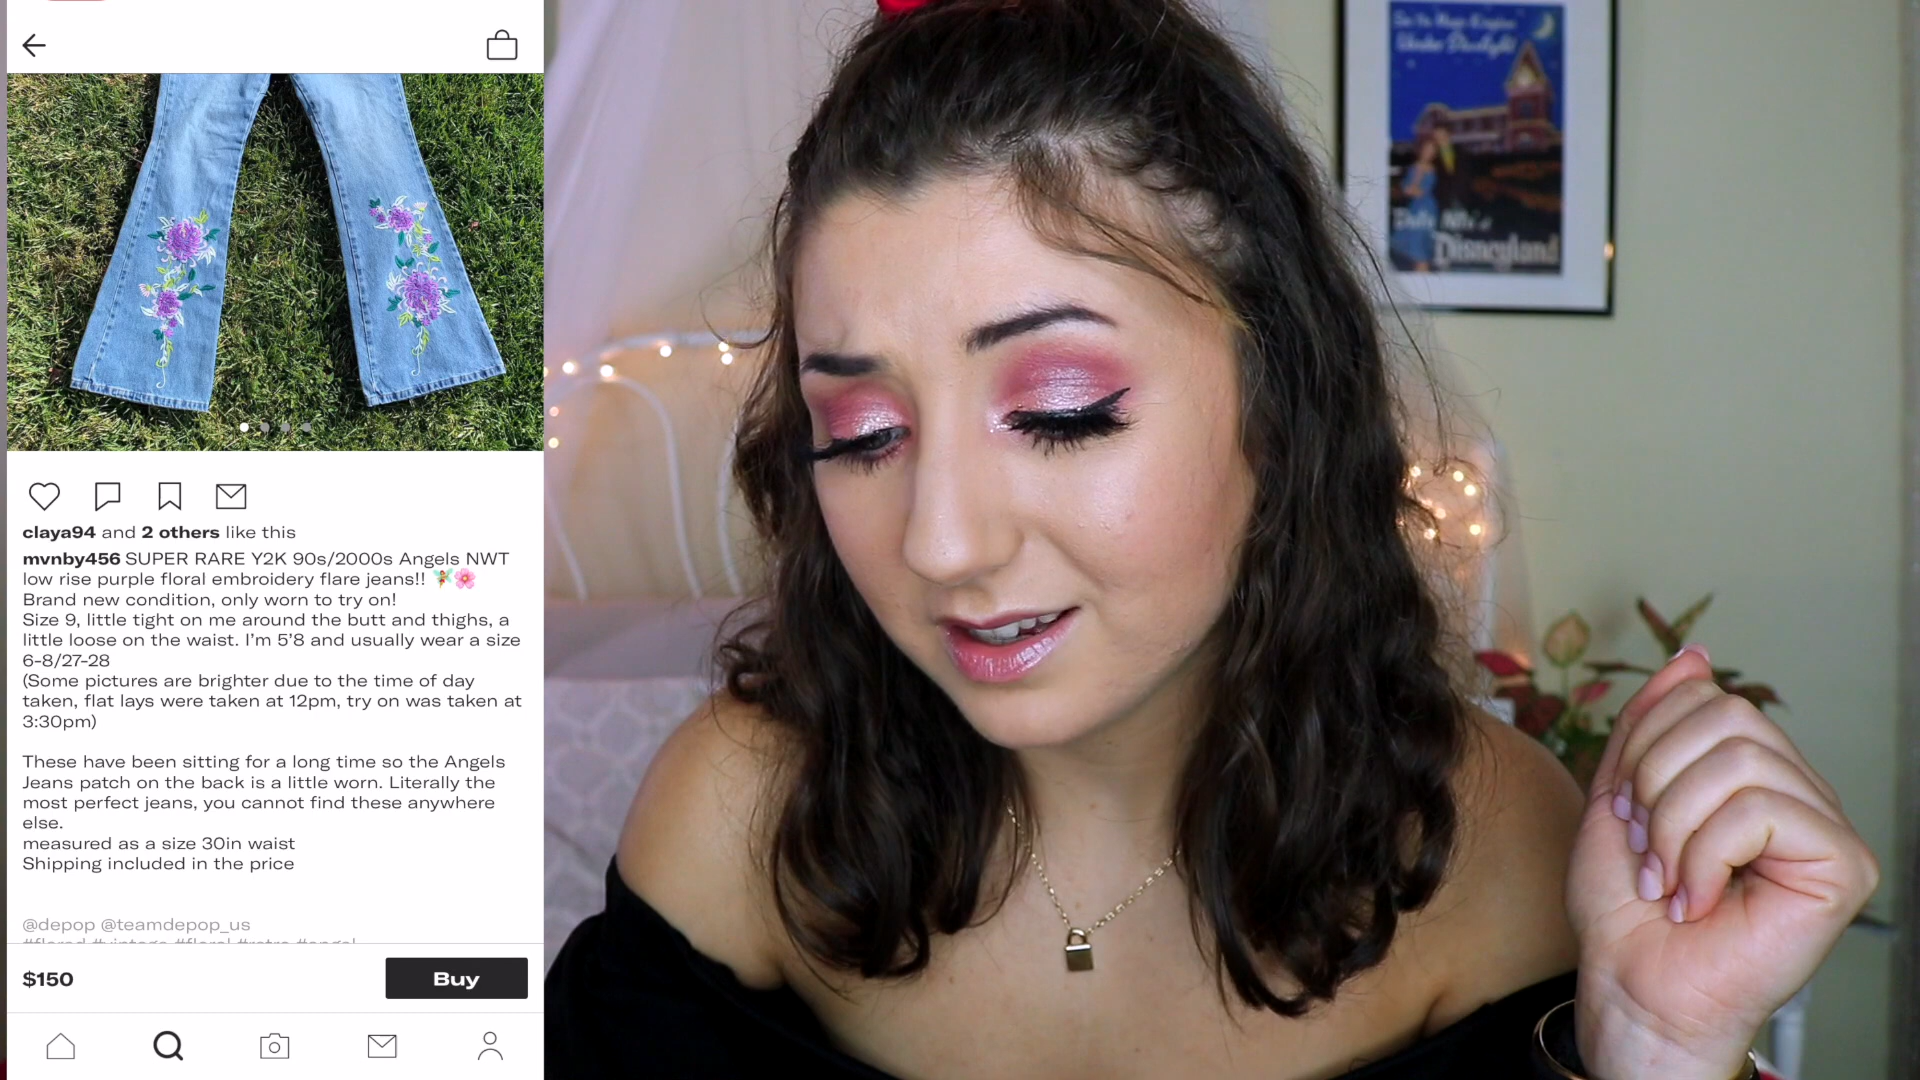 claya94 and 2 others like this
mvnby456 SUPER RARE Y2K 90s/2000s Angels NWT
low rise purple floral embroidery flare jeans!! 🧚🌸
Brand new condition, only worn to try on!
Size 9, little tight on me around the butt and thighs, a
little loose on the waist. I'm 5'8 and usually wear a size
6-8/27-28
(Some pictures are brighter due to the time of day
taken, flat lays were taken at 12pm, try on was taken at
3:30pm)
These have been sitting for a long time so the Angels
Jeans patch on the back is a little worn. Literally the
most perfect jeans, you cannot find these anywhere
else.
measured as a size 30in waist
Shipping included in the price
@depop @teamdepop_us
$150
Buy
See the Magic Kingdom
Under Starlight
Disneyland